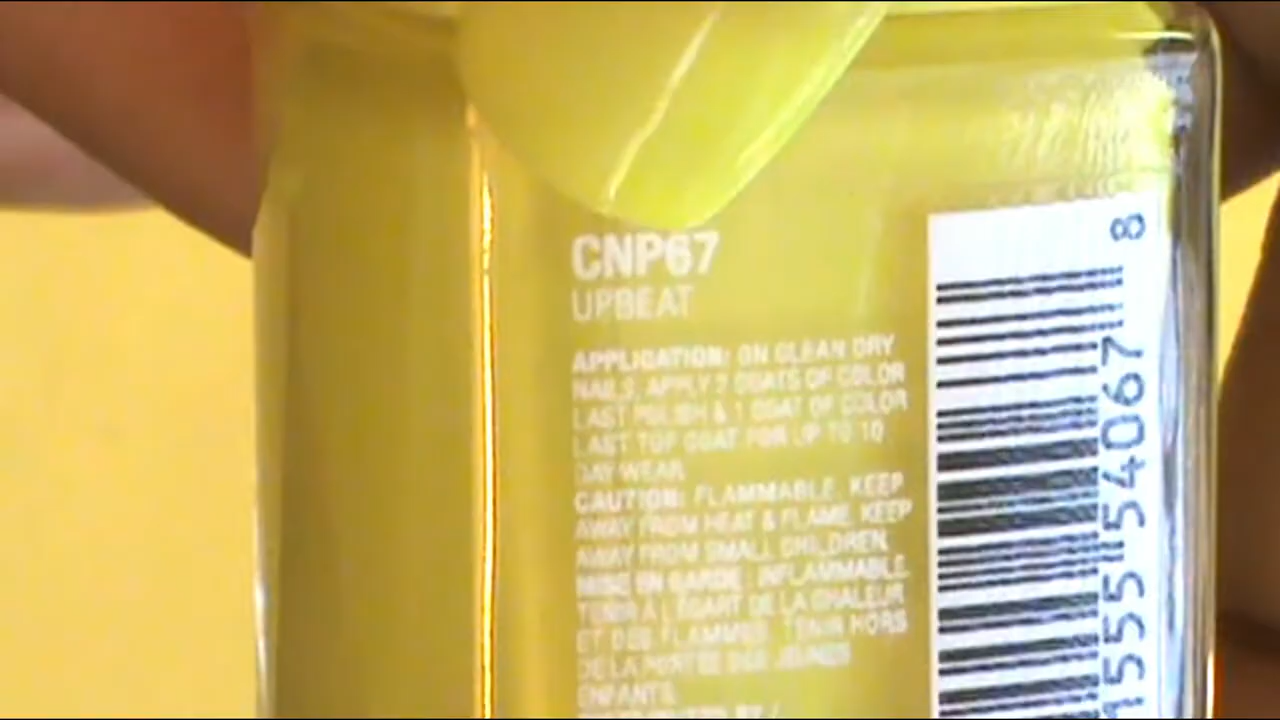 CNP67
UPBEAT
APPLICATION: ON CLEAN DRY
NAILS, APPLY 2 COATS OF COLOR
LAST POLISH & 1 COAT OF COLOR
LAST TOP COAT FOR UP TO 10
DAY WEAR
CAUTION: FLAMMABLE. KEEP
AWAY FROM HEAT & FLAME. KEEP
AWAY FROM SMALL CHILDREN.
MISE EN GARDE: INFLAMMABLE.
TENIR À L'ÉCART DE LA CHALEUR
ET DES FLAMMES. TENIR HORS
DE LA PORTÉE DES JEUNES
ENFANTS.
555 54067 8